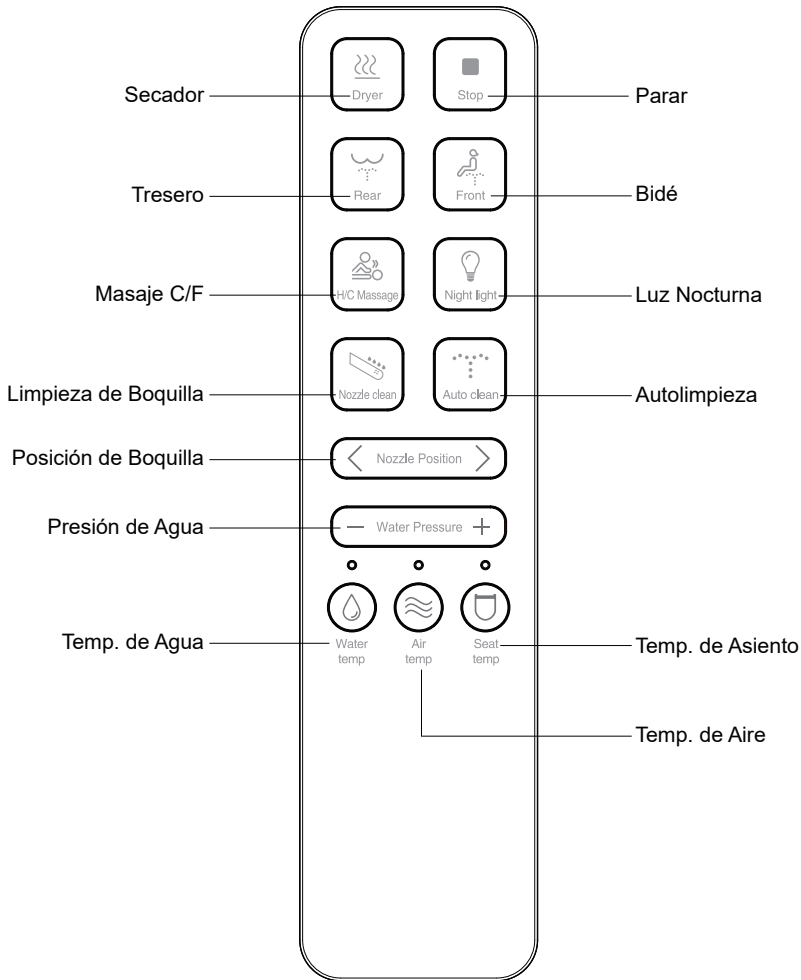 Secador
Dryer
Stop
Parar
Tresero
Rear
Front
Bidé
Masaje C/F
H/C Massage
Night light
Luz Nocturna
Limpieza de Boquilla
Nozzle clean
Auto clean
Autolimpieza
Posición de Boquilla
Nozzle Position
Presión de Agua
Water Pressure
Temp. de Agua
Water
temp
Air
temp
Seat
temp
Temp. de Asiento
Temp. de Aire